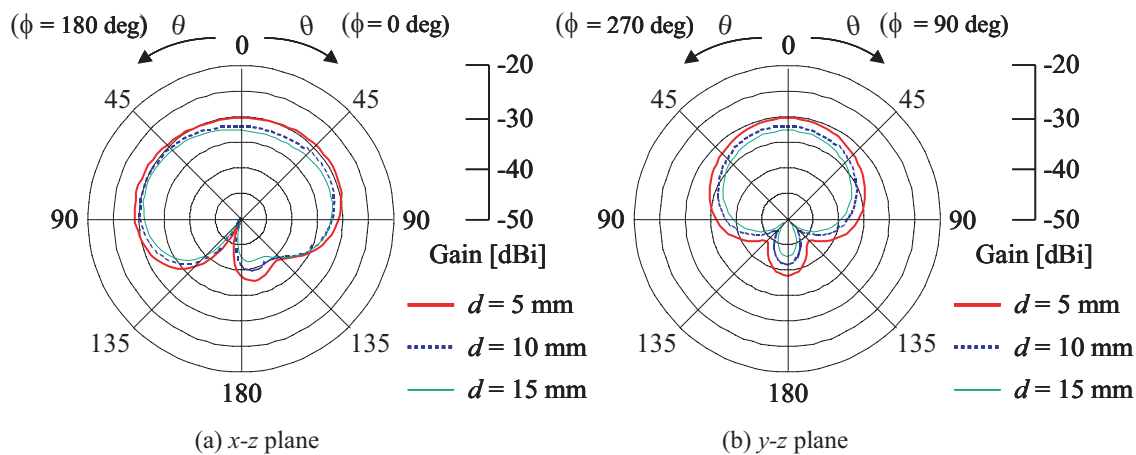 (ϕ = 180 deg) θ θ (ϕ = 0 deg)
0
45 45
90 90
135 135
180
-20
-30
-40
-50
Gain [dBi]
d = 5 mm
d = 10 mm
d = 15 mm
(a) x-z plane
(ϕ = 270 deg) θ θ (ϕ = 90 deg)
0
45 45
90 90
135 135
180
-20
-30
-40
-50
Gain [dBi]
d = 5 mm
d = 10 mm
d = 15 mm
(b) y-z plane